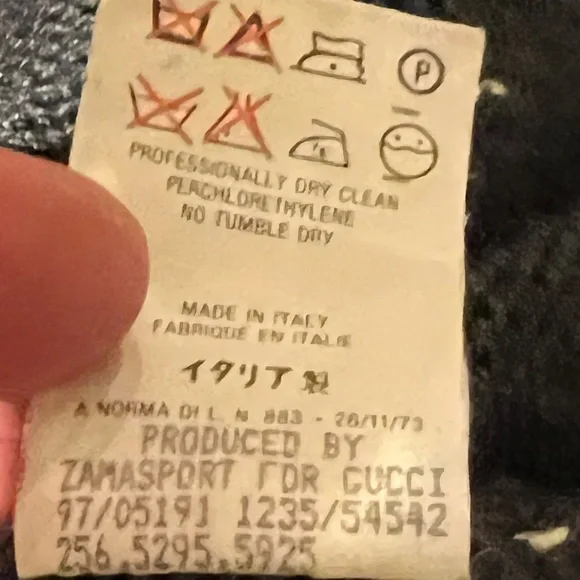 P
PROFESSIONALLY DRY CLEAN
PERCHLORETHYLENE
NO TUMBLE DRY
MADE IN ITALY
FABRIQUÉ EN ITALIE
イタリア製
A NORMA DI L. N. 883 - 26/11/73
PRODUCED BY
ZAMASPORT FOR GUCCI
97/05191 1235/54542
256.5295.5925